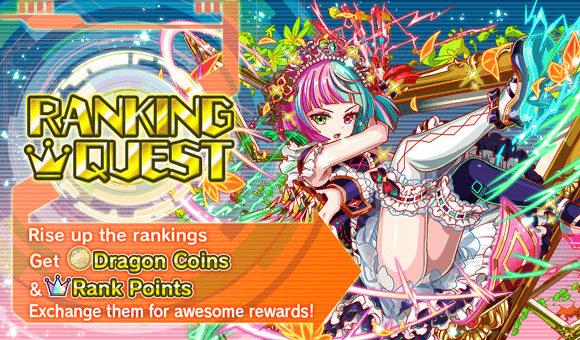 RANKING
QUEST
Rise up the rankings
Get Dragon Coins
& Rank Points
Exchange them for awesome rewards!